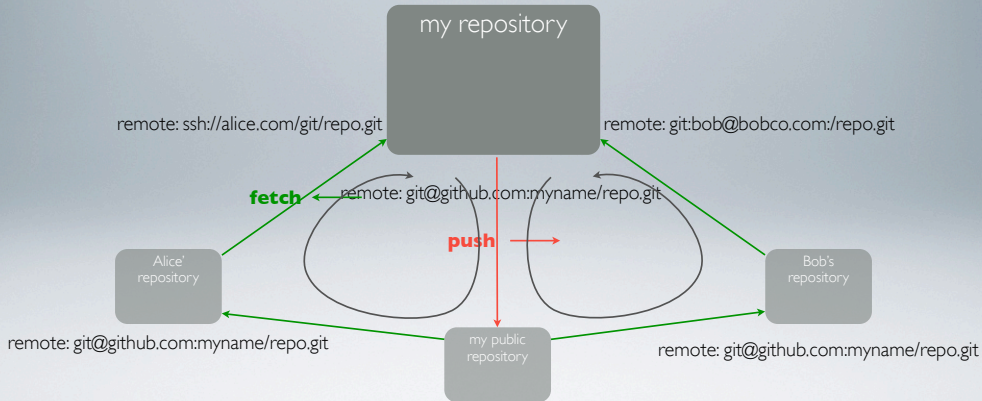 my repository
remote: ssh://alice.com/git/repo.git
remote: git:bob@bobco.com:/repo.git
fetch
remote: git@github.com:myname/repo.git
push
Alice'
repository
Bob's
repository
remote: git@github.com:myname/repo.git
my public
repository
remote: git@github.com:myname/repo.git